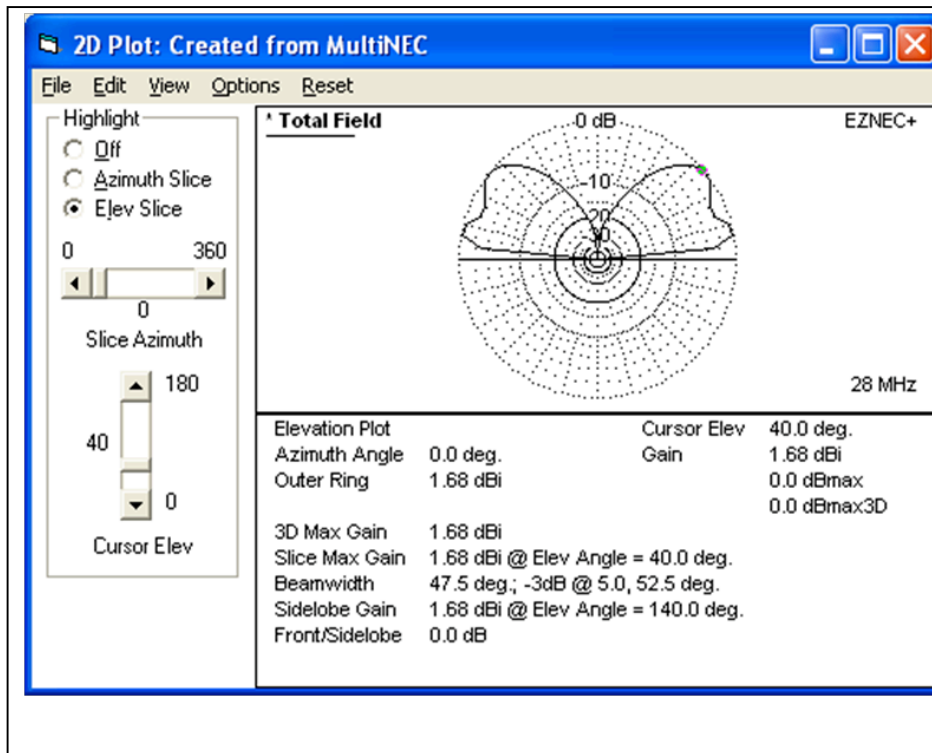 2D Plot: Created from MultiNEC
File Edit View Options Reset
Highlight
Off
Azimuth Slice
Elev Slice
0 360
0
Slice Azimuth
180
40
0
Cursor Elev
* Total Field
0 dB
EZNEC+
-10
-20
-30
28 MHz
Elevation Plot Cursor Elev 40.0 deg.
Azimuth Angle 0.0 deg. Gain 1.68 dBi
Outer Ring 1.68 dBi 0.0 dBmax
0.0 dBmax3D
3D Max Gain 1.68 dBi
Slice Max Gain 1.68 dBi @ Elev Angle = 40.0 deg.
Beamwidth 47.5 deg.; -3dB @ 5.0, 52.5 deg.
Sidelobe Gain 1.68 dBi @ Elev Angle = 140.0 deg.
Front/Sidelobe 0.0 dB